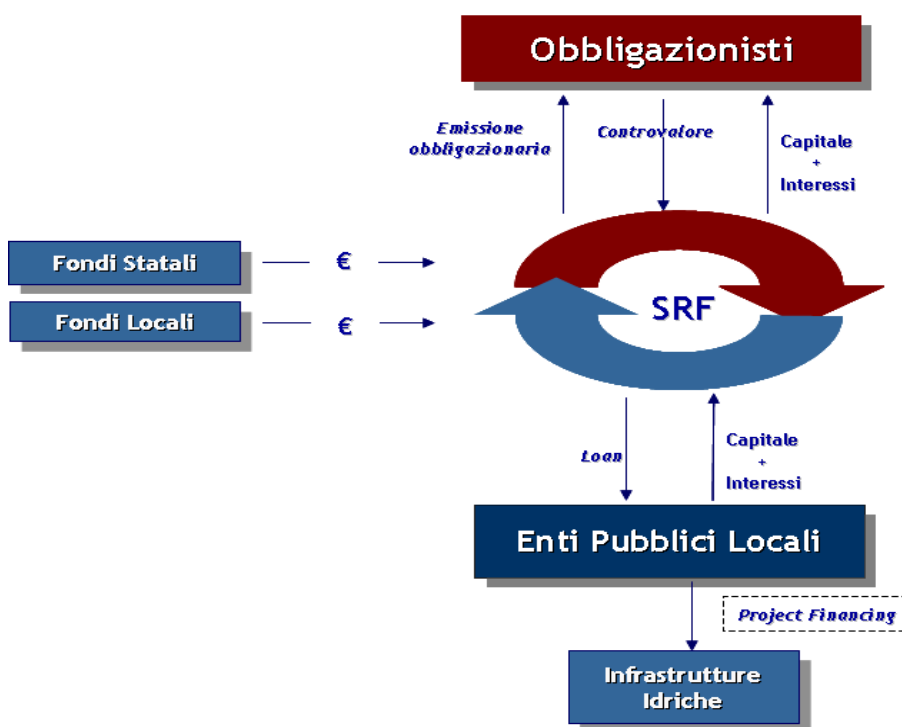 Obbligazionisti
Emissione
obbligazionaria
Controvalore
Capitale
+
Interessi
Fondi Statali
€
Fondi Locali
€
SRF
Loan
Capitale
+
Interessi
Enti Pubblici Locali
Project Financing
Infrastrutture
Idriche